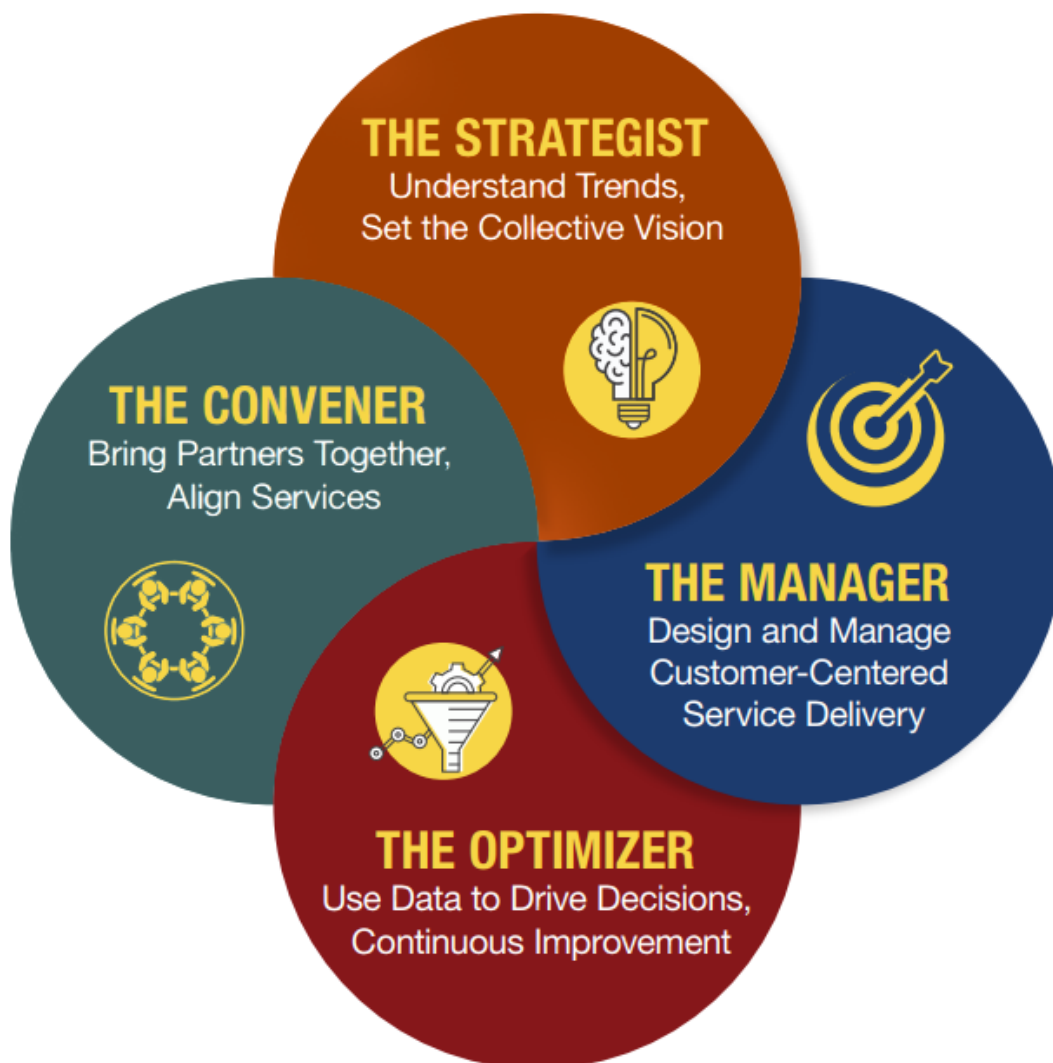 THE STRATEGIST
Understand Trends,
Set the Collective Vision
THE CONVENER
Bring Partners Together,
Align Services
THE MANAGER
Design and Manage
Customer-Centered
Service Delivery
THE OPTIMIZER
Use Data to Drive Decisions,
Continuous Improvement